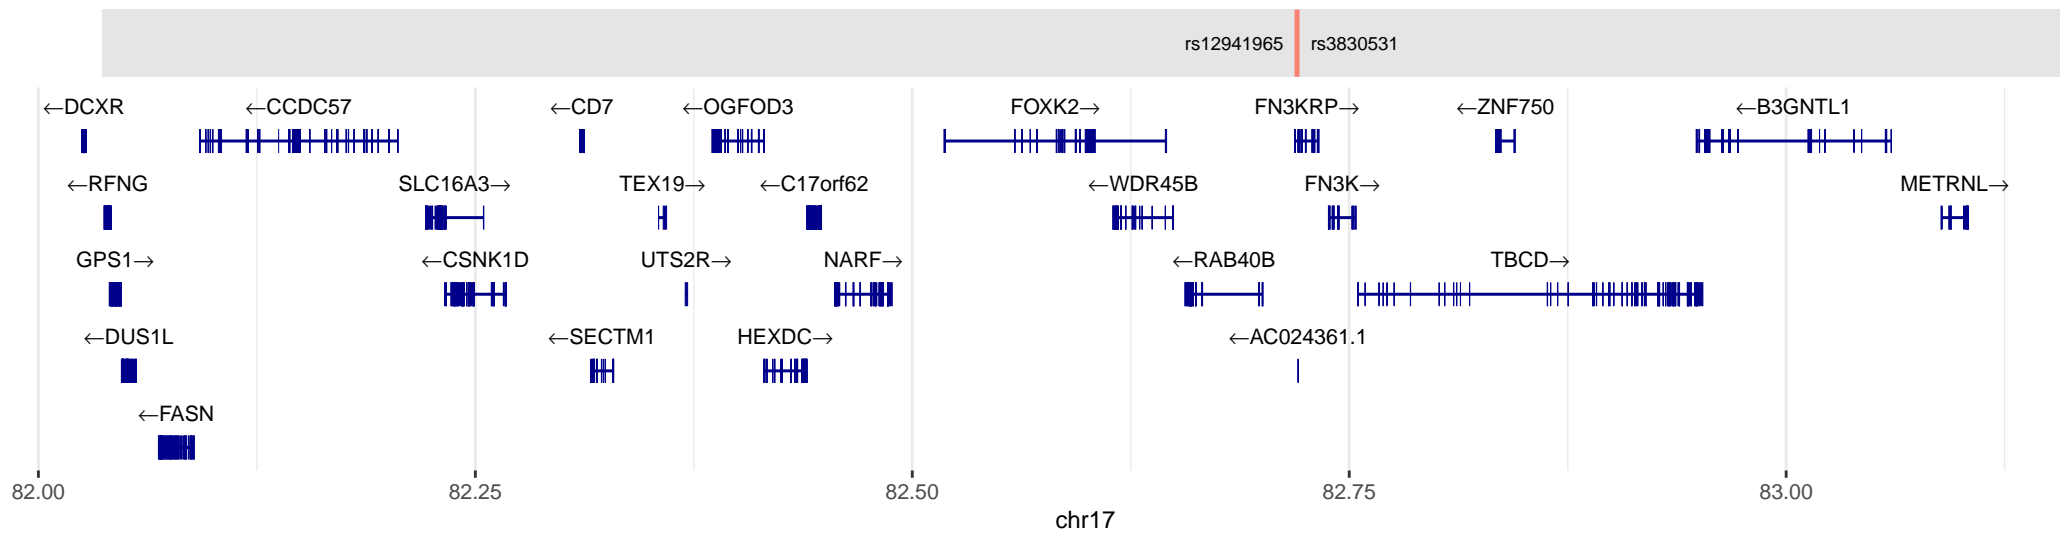 rs12941965 rs3830531
←DCXR ←CCDC57 ←CD7 ←OGFOD3 FOXK2→ FN3KRP→ ←ZNF750 ←B3GNTL1
←RFNG SLC16A3→ TEX19→ ←C17orf62 ←WDR45B FN3K→ METRNL→
GPS1→ ←CSNK1D UTS2R→ NARF→ ←RAB40B TBCD→
←DUS1L ←SECTM1 HEXDC→ ←AC024361.1
←FASN
82.00 82.25 82.50 82.75 83.00
chr17